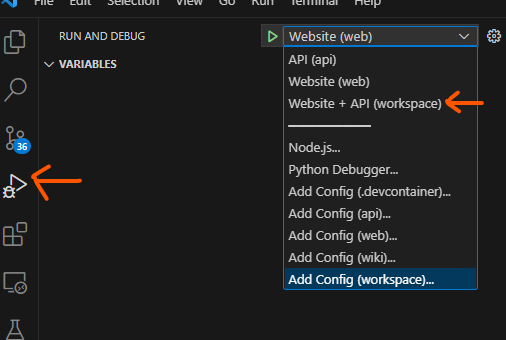 Edit Selection View Go Run Terminal Help
RUN AND DEBUG
Website (web)
VARIABLES
API (api)
Website (web)
Website + API (workspace)
36
Node.js...
Python Debugger...
Add Config (.devcontainer)...
Add Config (api)...
Add Config (web)...
Add Config (wiki)...
Add Config (workspace)...